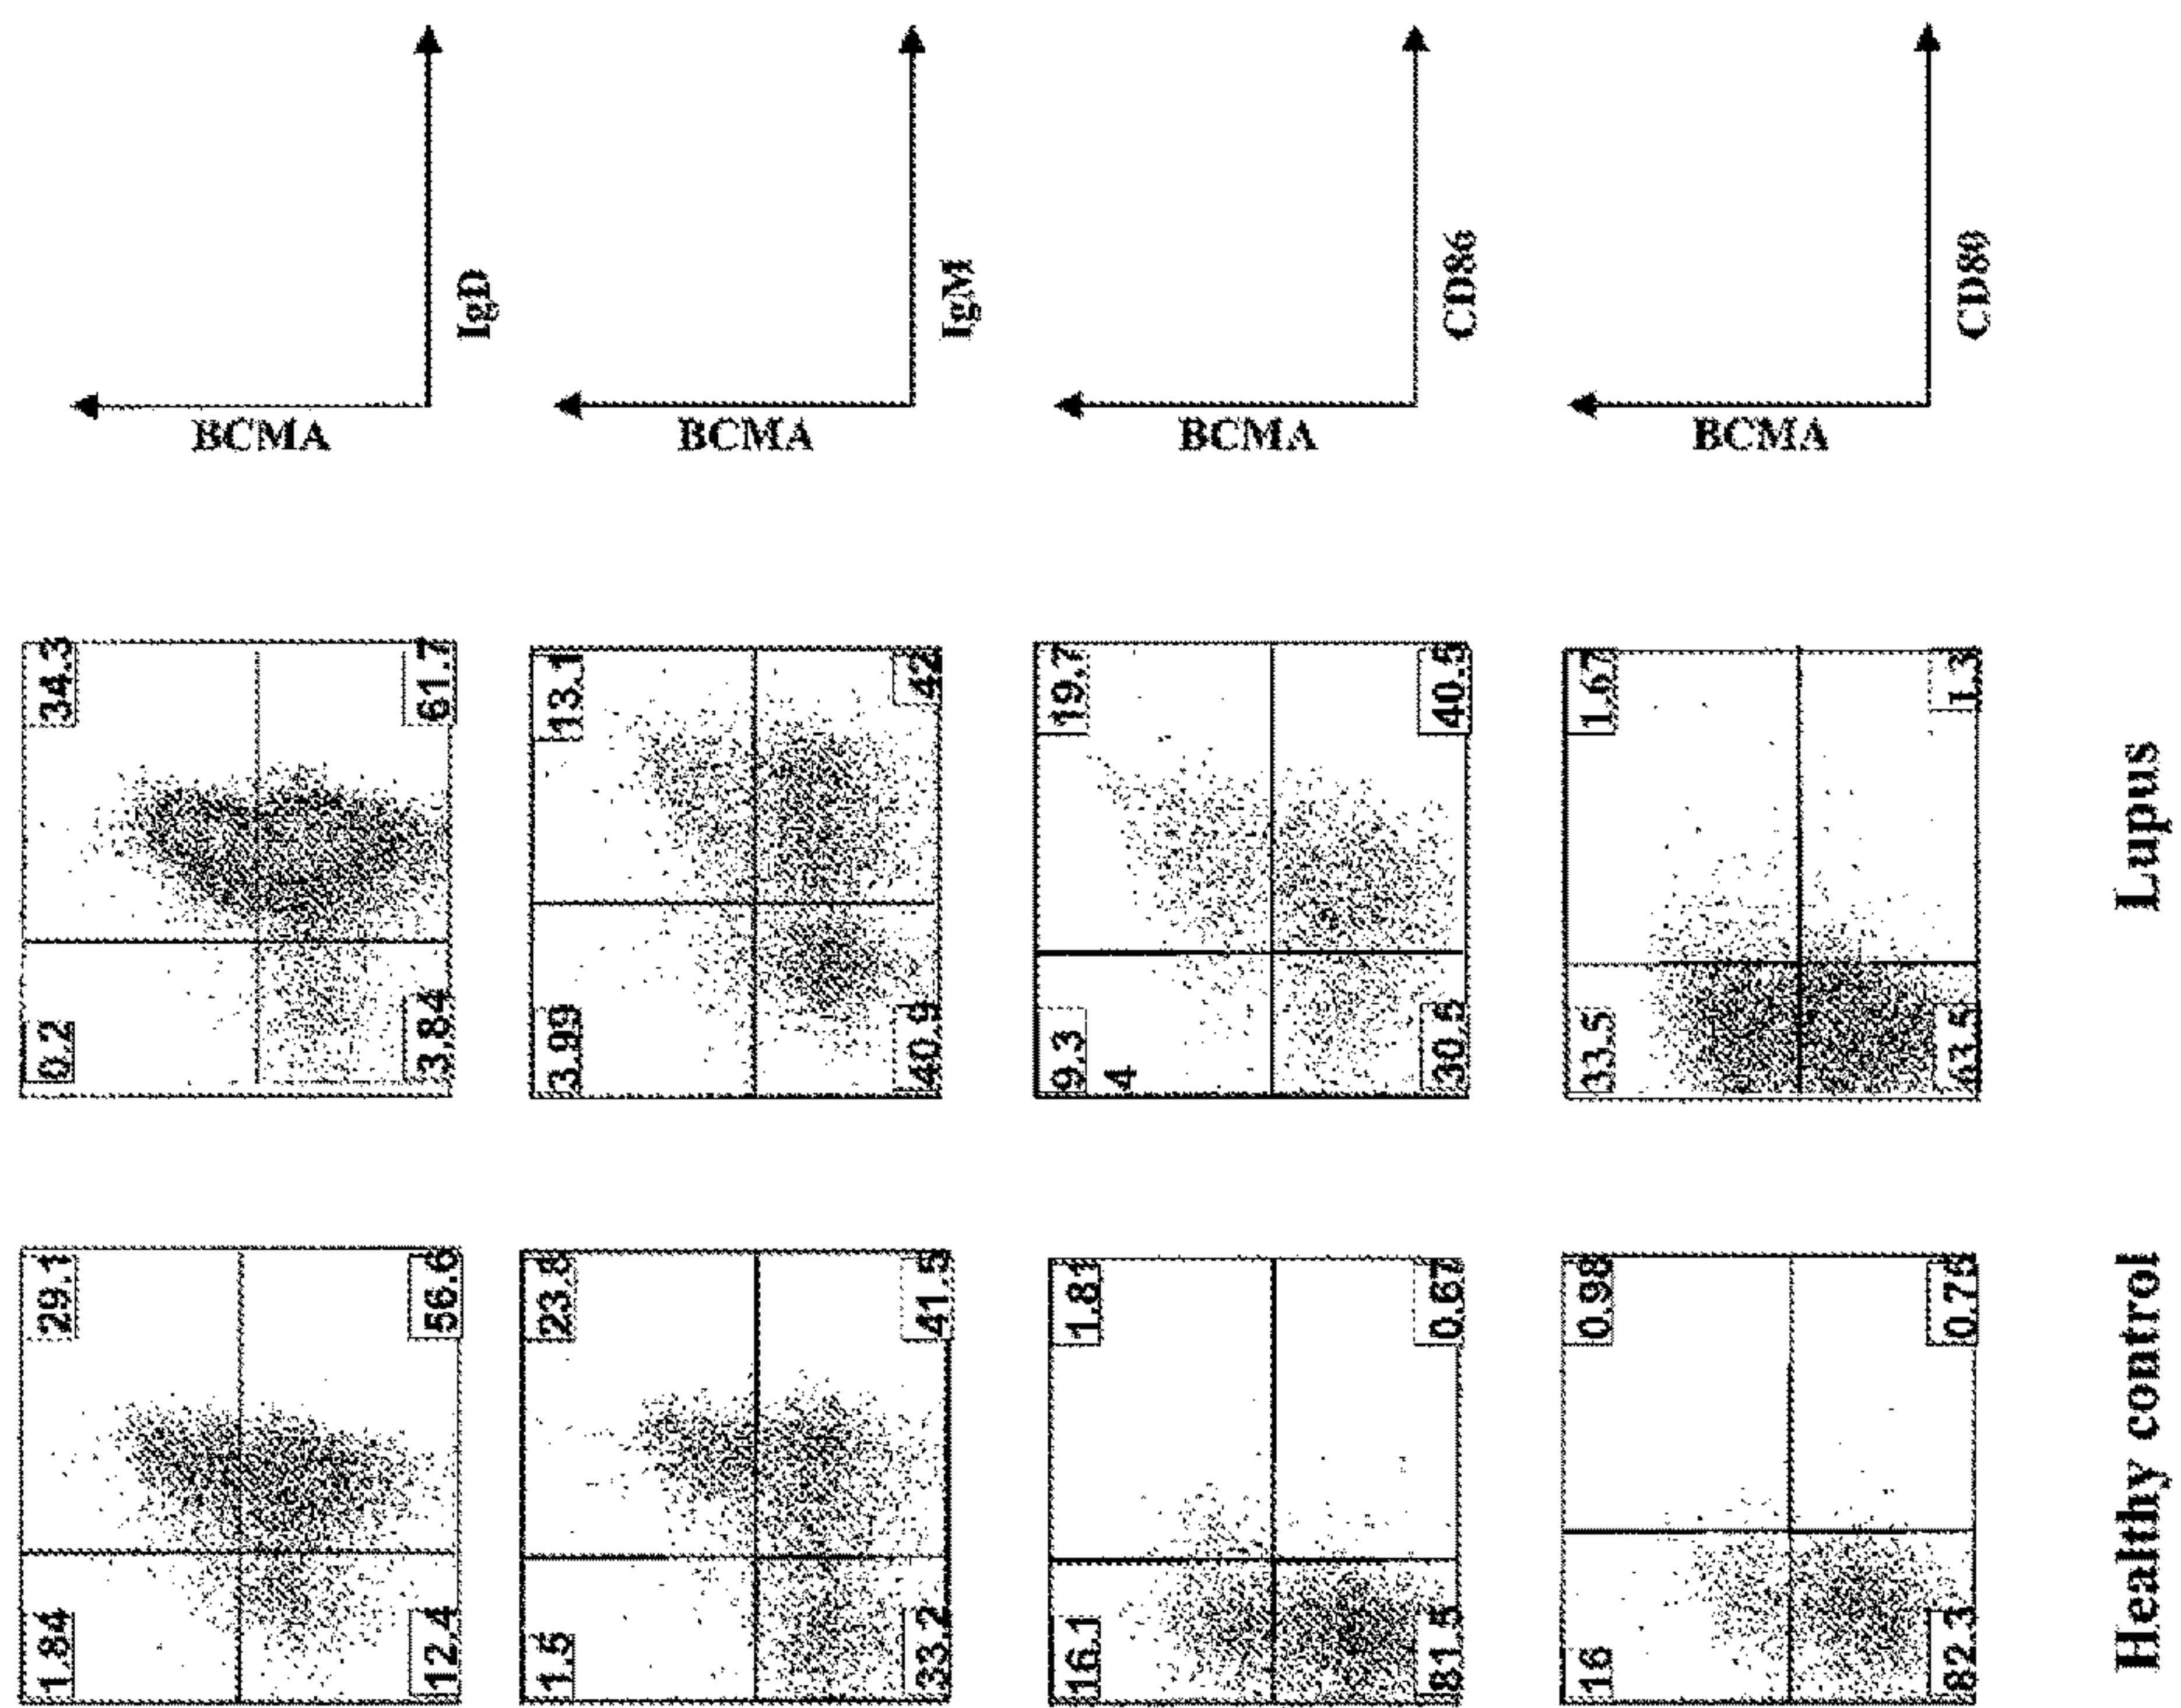 1.84 29.1 0.2 34.3
BCMA
12.4 56.6 3.84 61.7
IgD
1.5 23.8 3.99 13.1
BCMA
33.2 41.5 40.9 42
IgM
16.1 1.81 9.3 19.7
4
BCMA
81.5 0.67 30.5 40.5
CD86
16 0.98 33.5 1.67
BCMA
82.3 0.75 63.5 1.3
CD80
Healthy control Lupus